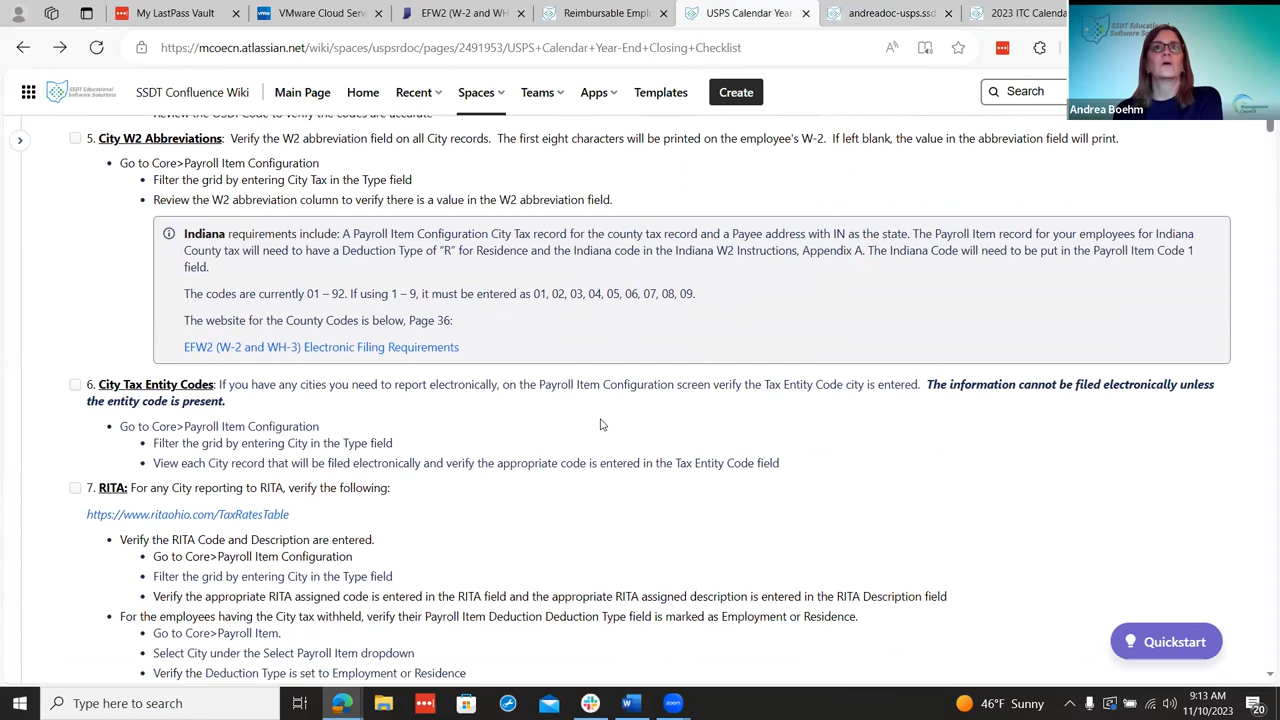 My LastPass Vault
VMware Cloud Serv
EFW2 (W-2 and WH
Reimbursable Empl
USPS Calendar Year
andreadoc-usps.ssd
2023 ITC Calenda
https://mcoecn.atlassian.net/wiki/spaces/uspsrdoc/pages/2491953/USPS+Calendar+Year-End+Closing+Checklist
SSDT Educational
Software Solutions
SSDT Confluence Wiki
Main Page
Home
Recent
Spaces
Teams
Apps
Templates
Create
Search
SSDT Educational
Software Solutions
Management
Council
Andrea Boehm
Review the OSDI Code to verify the codes are accurate
5. City W2 Abbreviations: Verify the W2 abbreviation field on all City records. The first eight characters will be printed on the employee's W-2. If left blank, the value in the abbreviation field will print.
Go to Core>Payroll Item Configuration
Filter the grid by entering City Tax in the Type field
Review the W2 abbreviation column to verify there is a value in the W2 abbreviation field.
Indiana requirements include: A Payroll Item Configuration City Tax record for the county tax record and a Payee address with IN as the state. The Payroll Item record for your employees for Indiana
County tax will need to have a Deduction Type of “R” for Residence and the Indiana code in the Indiana W2 Instructions, Appendix A. The Indiana Code will need to be put in the Payroll Item Code 1
field.
The codes are currently 01 – 92. If using 1 – 9, it must be entered as 01, 02, 03, 04, 05, 06, 07, 08, 09.
The website for the County Codes is below, Page 36:
EFW2 (W-2 and WH-3) Electronic Filing Requirements
6. City Tax Entity Codes: If you have any cities you need to report electronically, on the Payroll Item Configuration screen verify the Tax Entity Code city is entered. The information cannot be filed electronically unless
the entity code is present.
Go to Core>Payroll Item Configuration
Filter the grid by entering City in the Type field
View each City record that will be filed electronically and verify the appropriate code is entered in the Tax Entity Code field
7. RITA: For any City reporting to RITA, verify the following:
https://www.ritaohio.com/TaxRatesTable
Verify the RITA Code and Description are entered.
Go to Core>Payroll Item Configuration
Filter the grid by entering City in the Type field
Verify the appropriate RITA assigned code is entered in the RITA field and the appropriate RITA assigned description is entered in the RITA Description field
For the employees having the City tax withheld, verify their Payroll Item Deduction Deduction Type field is marked as Employment or Residence.
Go to Core>Payroll Item.
Select City under the Select Payroll Item dropdown
Verify the Deduction Type is set to Employment or Residence
Quickstart
Type here to search
46°F Sunny
9:13 AM
11/10/2023
20